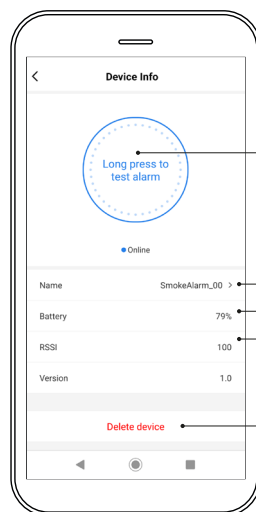 Device Info
Long press to
test alarm
Online
Name SmokeAlarm_00 >
Battery 79%
RSSI 100
Version 1.0
Delete device